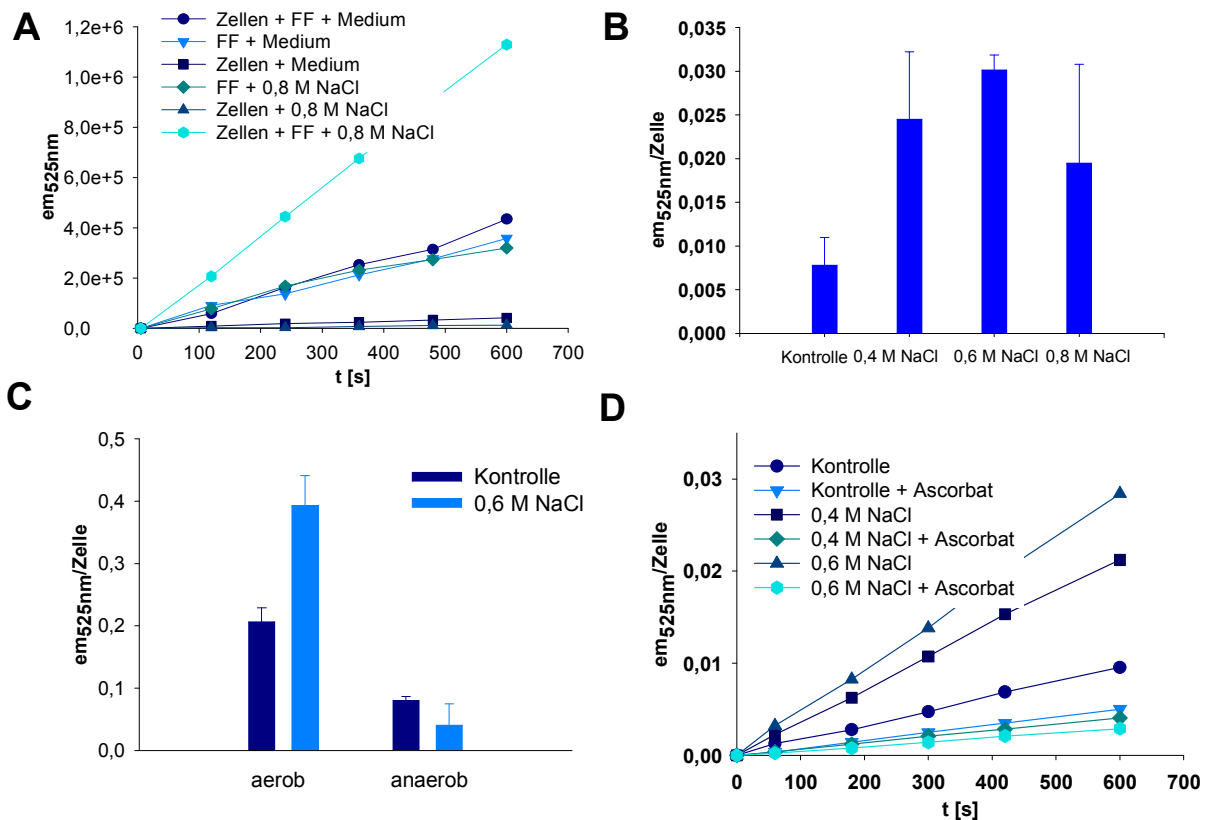 A
Zellen + FF + Medium
FF + Medium
Zellen + Medium
FF + 0,8 M NaCl
Zellen + 0,8 M NaCl
Zellen + FF + 0,8 M NaCl
em525nm
1,2e+6
1,0e+6
8,0e+5
6,0e+5
4,0e+5
2,0e+5
0,0
0 100 200 300 400 500 600 700
t [s]
B
em525nm/Zelle
0,035
0,030
0,025
0,020
0,015
0,010
0,005
0,000
Kontrolle 0,4 M NaCl 0,6 M NaCl 0,8 M NaCl
C
Kontrolle
0,6 M NaCl
em525nm/Zelle
0,5
0,4
0,3
0,2
0,1
0,0
aerob anaerob
D
Kontrolle
Kontrolle + Ascorbat
0,4 M NaCl
0,4 M NaCl + Ascorbat
0,6 M NaCl
0,6 M NaCl + Ascorbat
em525nm/Zelle
0,03
0,02
0,01
0,00
0 100 200 300 400 500 600 700
t [s]